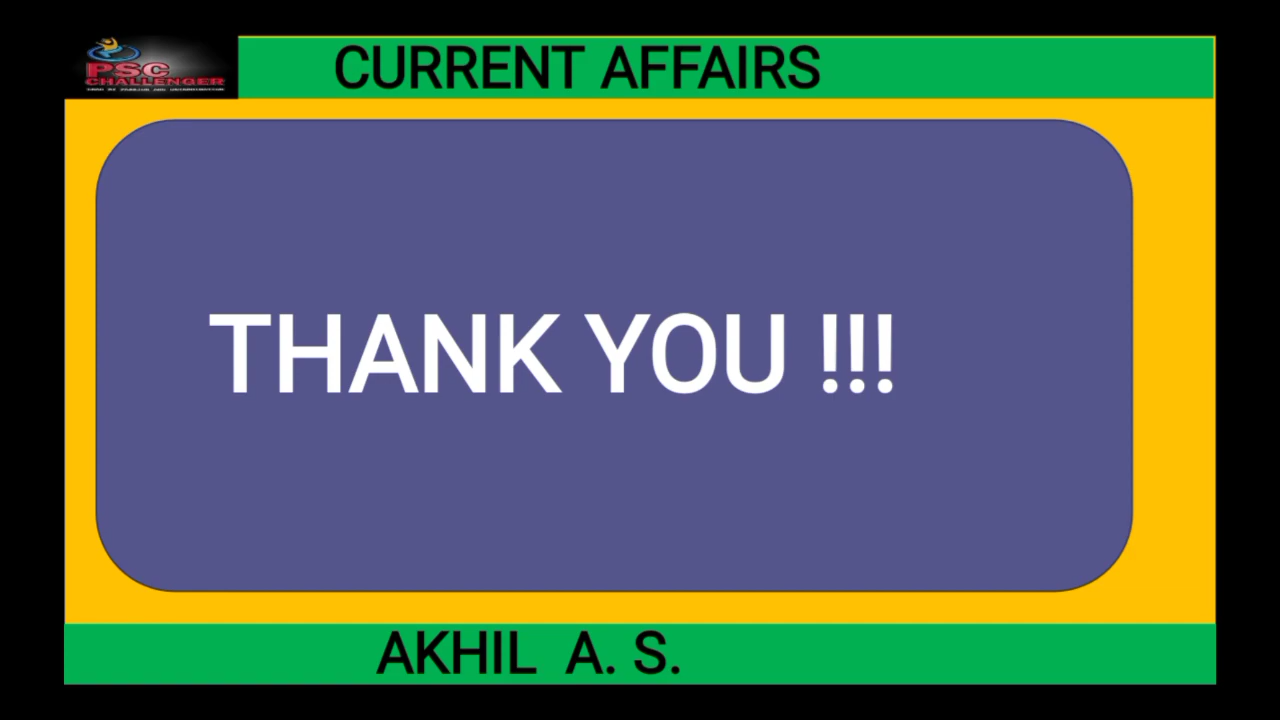 PSC
CHALLENGER
CURRENT AFFAIRS
THANK YOU !!!
AKHIL A. S.